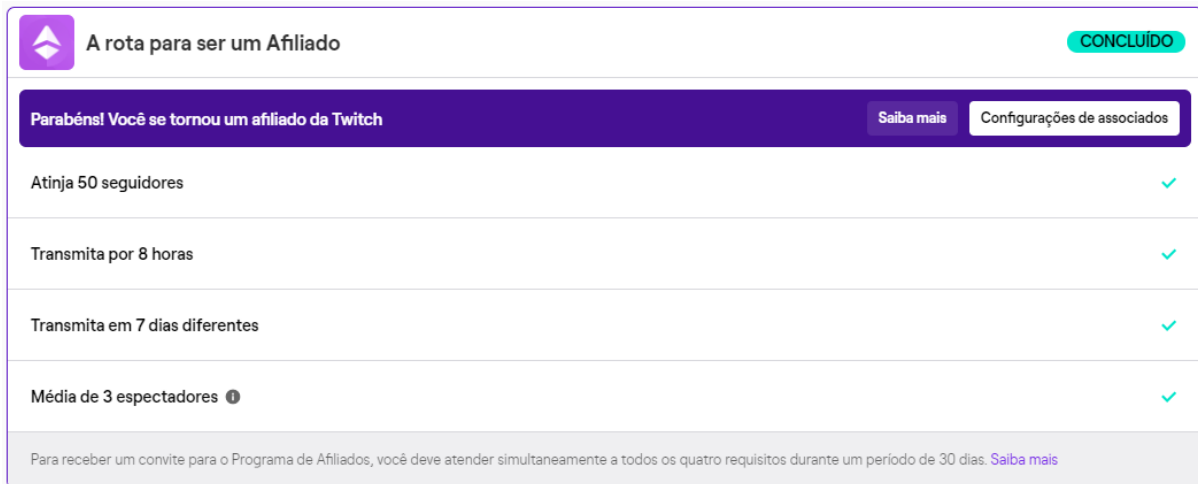 A rota para ser um Afiliado
CONCLUÍDO
Parabéns! Você se tornou um afiliado da Twitch
Saiba mais
Configurações de associados
Atinja 50 seguidores
Transmita por 8 horas
Transmita em 7 dias diferentes
Média de 3 espectadores
Para receber um convite para o Programa de Afiliados, você deve atender simultaneamente a todos os quatro requisitos durante um período de 30 dias. Saiba mais